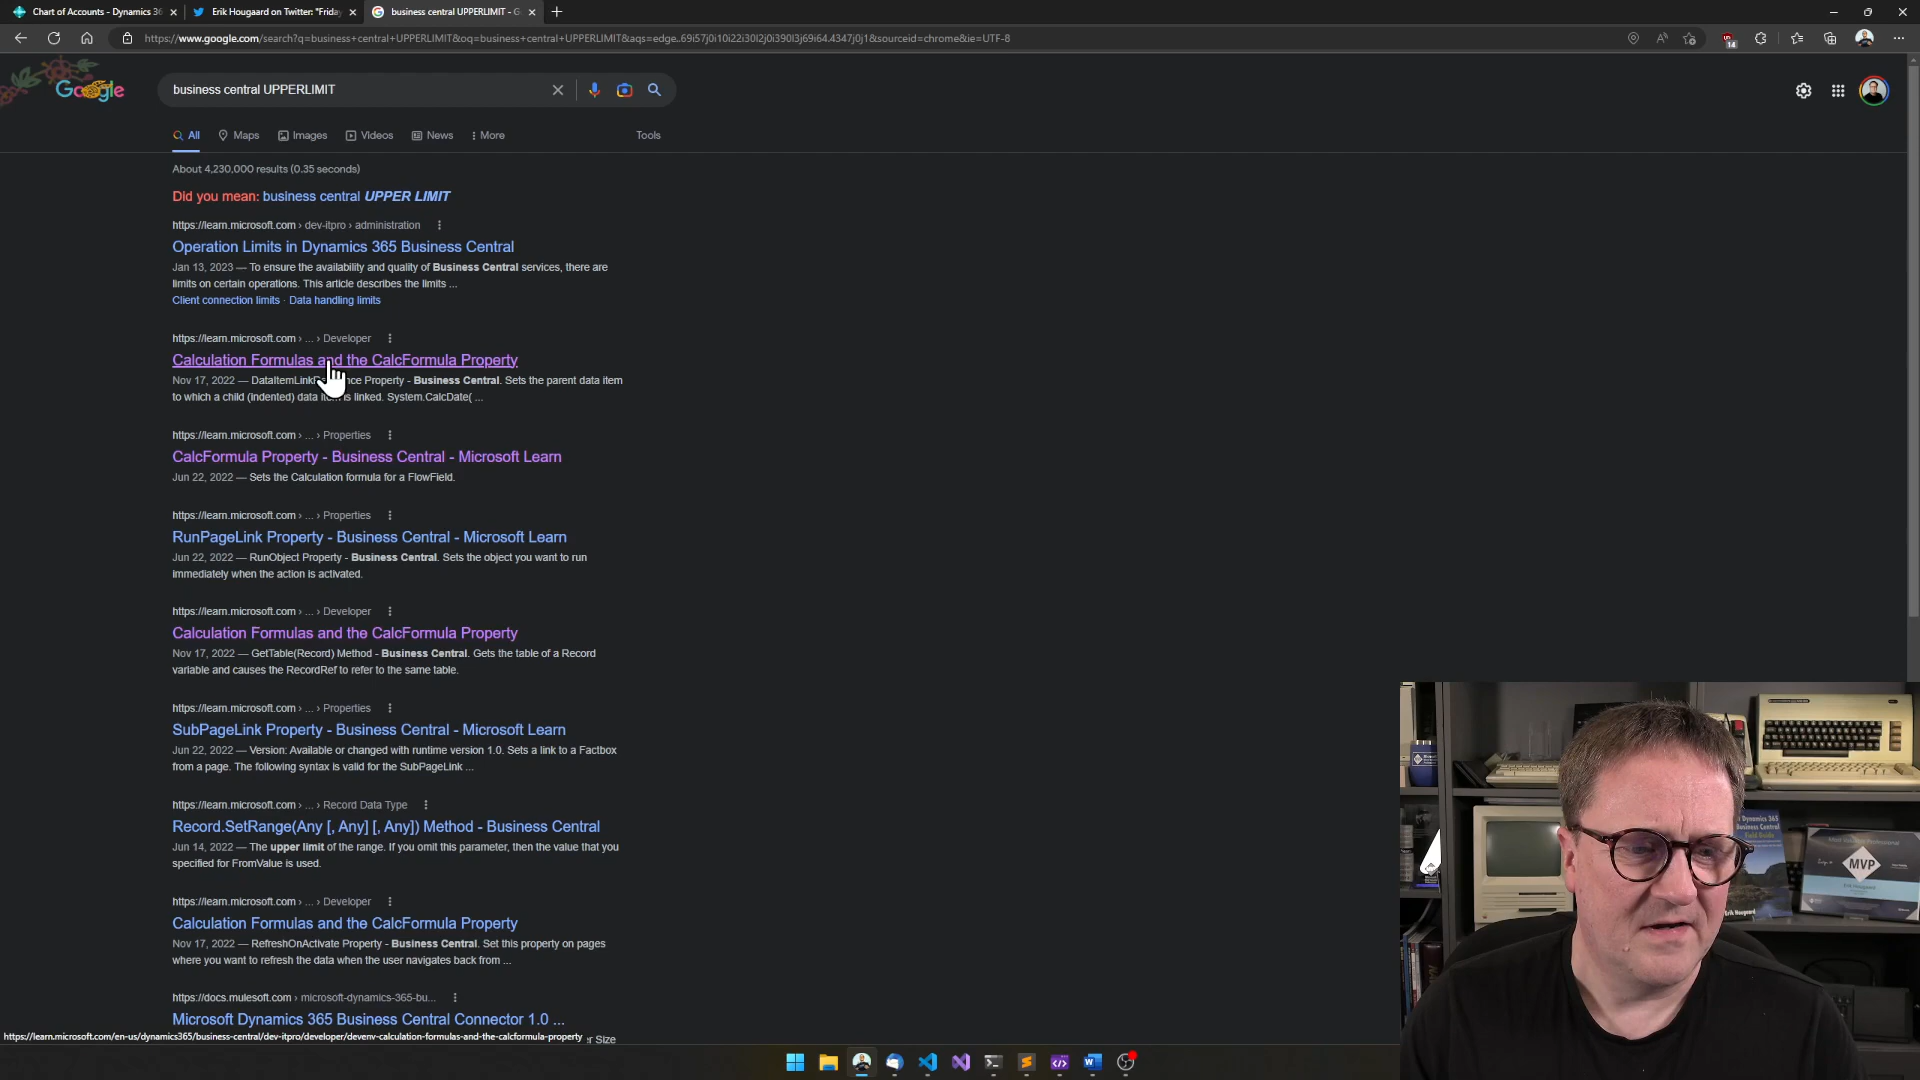 Chart of Accounts - Dynamics 36
Erik Hougaard on Twitter: "Friday
business central UPPERLIMIT - G
https://www.google.com/search?q=business+central+UPPERLIMIT&oq=business+central+UPPERLIMIT&aqs=edge..69i57j0i10i22i30l2j0i390l3j69i64.4347j0j1&sourceid=chrome&ie=UTF-8
14
Google
business central UPPERLIMIT
All
Maps
Images
Videos
News
More
Tools
About 4,230,000 results (0.35 seconds)
Did you mean: business central UPPER LIMIT
https://learn.microsoft.com › dev-itpro › administration
Operation Limits in Dynamics 365 Business Central
Jan 13, 2023 — To ensure the availability and quality of Business Central services, there are
limits on certain operations. This article describes the limits ...
Client connection limits · Data handling limits
https://learn.microsoft.com › ... › Developer
Calculation Formulas and the CalcFormula Property
Nov 17, 2022 — Property - Business Central. Sets the parent data item
to which a child (indented) data is linked. System.CalcDate( ...
https://learn.microsoft.com › ... › Properties
CalcFormula Property - Business Central - Microsoft Learn
Jun 22, 2022 — Sets the Calculation formula for a FlowField.
https://learn.microsoft.com › ... › Properties
RunPageLink Property - Business Central - Microsoft Learn
Jun 22, 2022 — RunObject Property - Business Central. Sets the object you want to run
immediately when the action is activated.
https://learn.microsoft.com › ... › Developer
Calculation Formulas and the CalcFormula Property
Nov 17, 2022 — GetTable(Record) Method - Business Central. Gets the table of a Record
variable and causes the RecordRef to refer to the same table.
https://learn.microsoft.com › ... › Properties
SubPageLink Property - Business Central - Microsoft Learn
Jun 22, 2022 — Version: Available or changed with runtime version 1.0. Sets a link to a Factbox
from a page. The following syntax is valid for the SubPageLink ...
https://learn.microsoft.com › ... › Record Data Type
Record.SetRange(Any [, Any] [, Any]) Method - Business Central
Jun 14, 2022 — The upper limit of the range. If you omit this parameter, then the value that you
specified for FromValue is used.
https://learn.microsoft.com › ... › Developer
Calculation Formulas and the CalcFormula Property
Nov 17, 2022 — RefreshOnActivate Property - Business Central. Set this property on pages
where you want to refresh the data when the user navigates back from ...
https://docs.mulesoft.com › microsoft-dynamics-365-bu...
Microsoft Dynamics 365 Business Central Connector 1.0 ...
https://learn.microsoft.com/en-us/dynamics365/business-central/dev-itpro/developer/devenv-calculation-formulas-and-the-calcformula-property
er Size
Dynamics 365
Business Central
Field Guide
Erik Hougaard
MVP